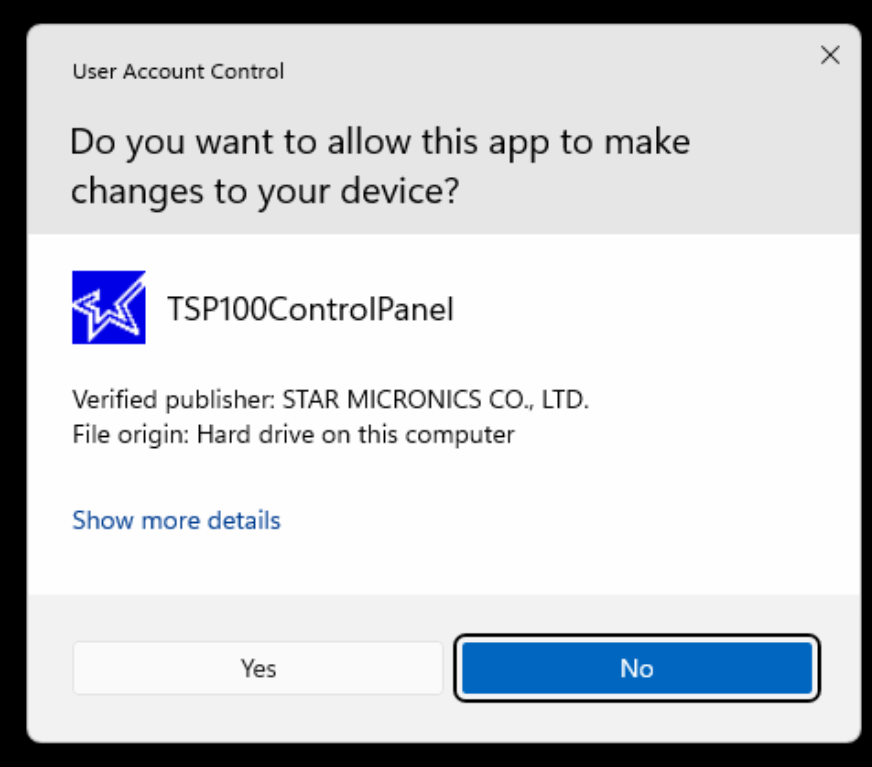 User Account Control
Do you want to allow this app to make
changes to your device?
TSP100ControlPanel
Verified publisher: STAR MICRONICS CO., LTD.
File origin: Hard drive on this computer
Show more details
Yes
No